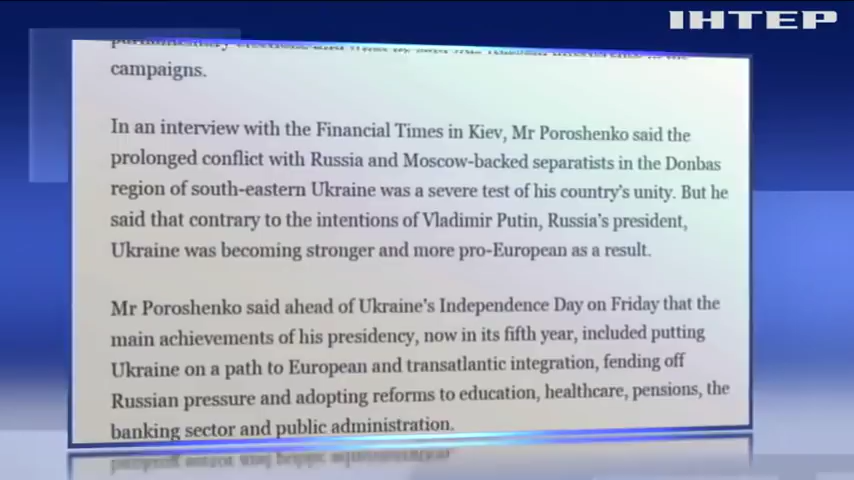 ІНТЕР
campaigns.
In an interview with the Financial Times in Kiev, Mr Poroshenko said the
prolonged conflict with Russia and Moscow-backed separatists in the Donbas
region of south-eastern Ukraine was a severe test of his country's unity. But he
said that contrary to the intentions of Vladimir Putin, Russia's president,
Ukraine was becoming stronger and more pro-European as a result.
Mr Poroshenko said ahead of Ukraine's Independence Day on Friday that the
main achievements of his presidency, now in its fifth year, included putting
Ukraine on a path to European and transatlantic integration, fending off
Russian pressure and adopting reforms to education, healthcare, pensions, the
banking sector and public administration.